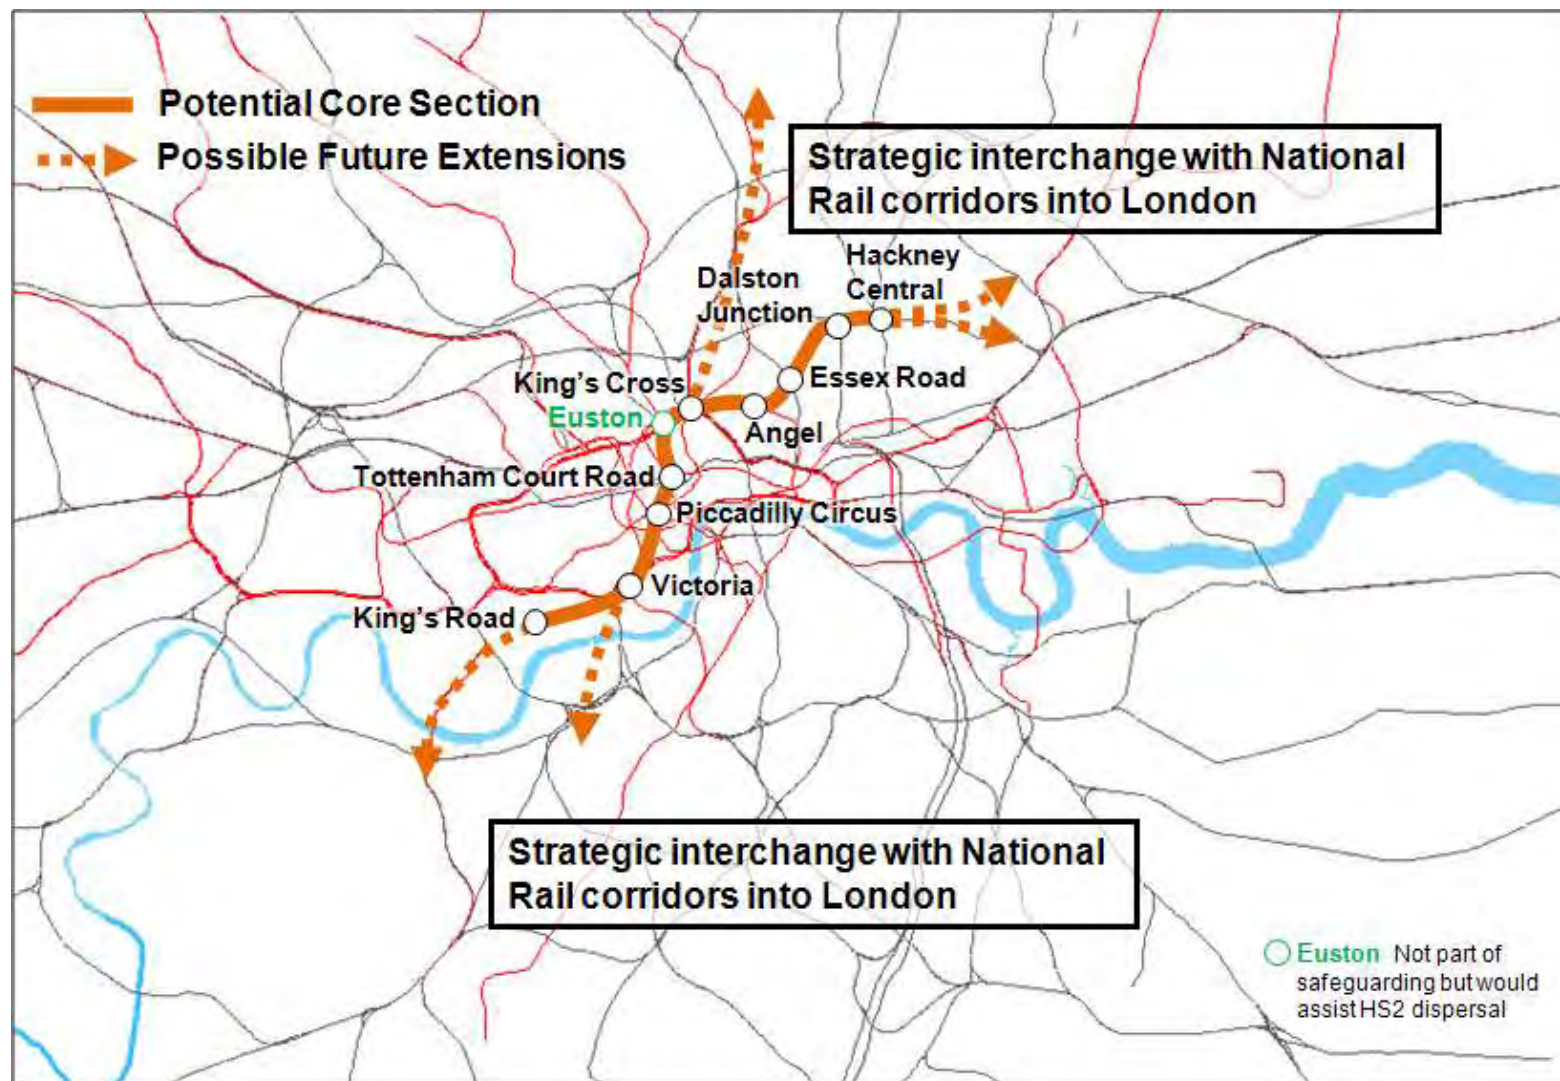 Potential Core Section
Possible Future Extensions
Strategic interchange with National
Rail corridors into London
Hackney
Central
Dalston
Junction
Essex Road
King's Cross
Euston
Angel
Tottenham Court Road
Piccadilly Circus
Victoria
King's Road
Strategic interchange with National
Rail corridors into London
Euston Not part of
safeguarding but would
assist HS2 dispersal